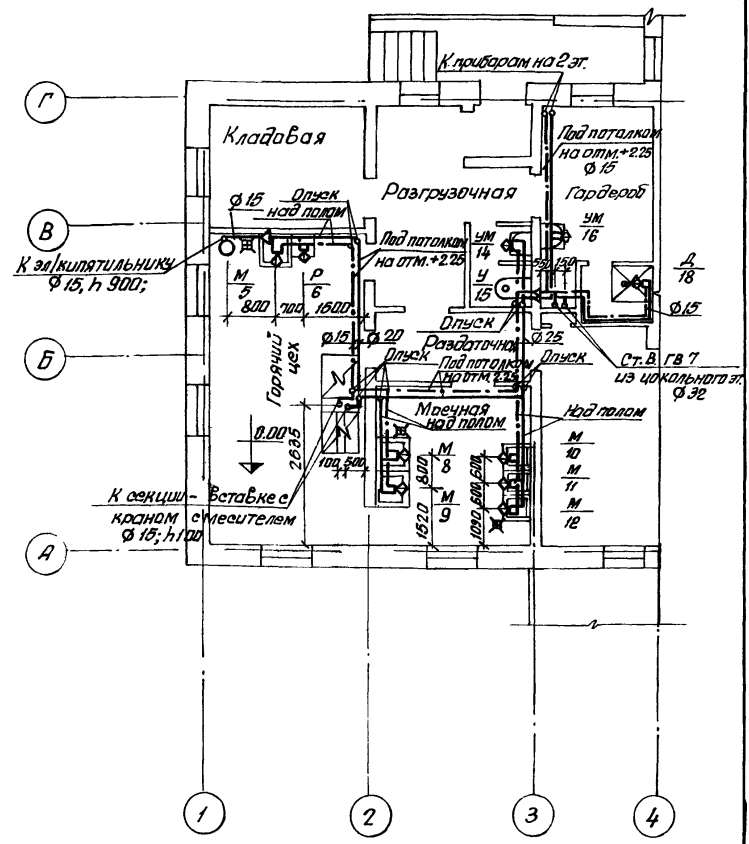 К приборам на 2 эт.
Г
Кладовая
Под потолком
на отм.+2.25
Ф 15
Разгрузочная
Гардероб
Ф 15
Опуск
над полом
УМ
14
УМ
16
В
Под потолком
на отм.+2.25
К эл/кипятильнику
Ф 15, h 900;
М
5
Р
6
У
15
550
150
Д
18
800
700
1600
Ф15
Опуск
Раздаточная
Ф15
Ф20
Ф25
Б
Горячий
цех
Опуск
Под потолком
на отм. 2.25
Опуск
Ст. В, ГВ 7
из цокольного эт.
Ф 32
Моечная
над полом
Над полом
0.00
2635
100
500
М
8
М
9
800
1520
600
600
1090
М
10
М
11
М
12
К секции - вставке с
краном смесителем
Ф 15; h 100
А
1
2
3
4